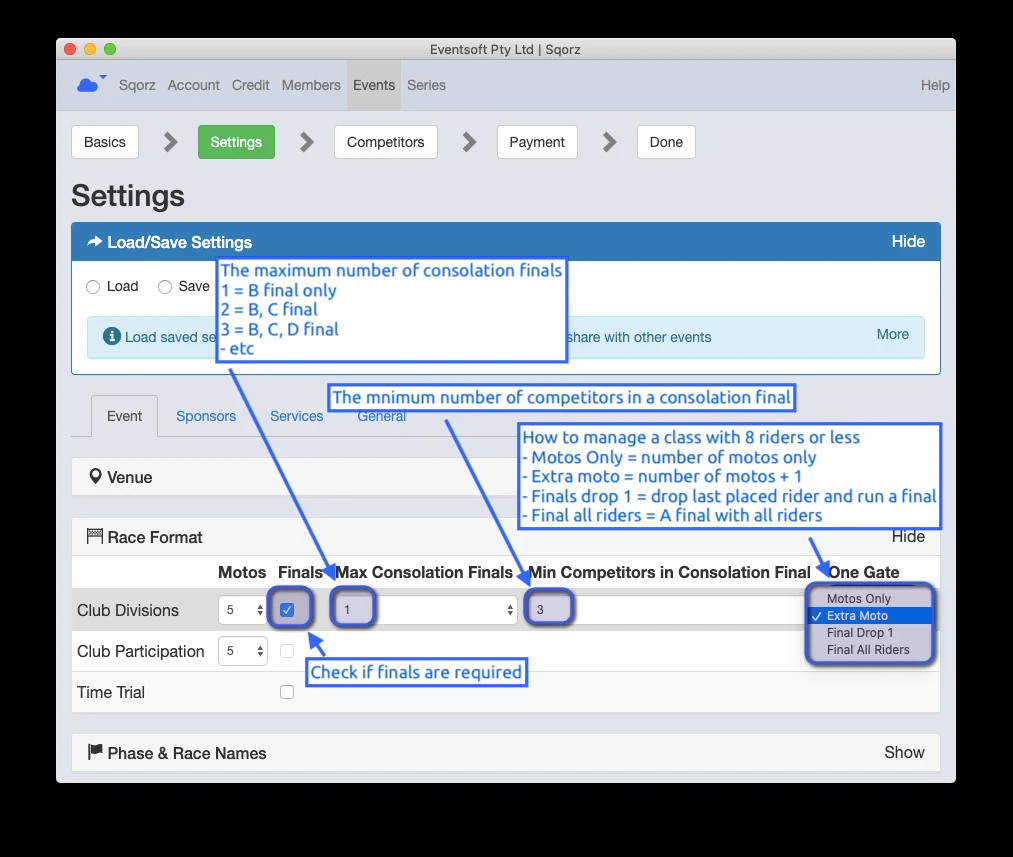 Eventsoft Pty Ltd | Sqorz
Sqorz Account Credit Members Events Series Help
Basics Settings Competitors Payment Done
Settings
Load/Save Settings Hide
The maximum number of consolation finals
1 = B final only
2 = B, C final
3 = B, C, D final
- etc
Load Save
Load saved se share with other events More
The mnimum number of competitors in a consolation final
Event Sponsors Services General
How to manage a class with 8 riders or less
- Motos Only = number of motos only
- Extra moto = number of motos + 1
- Finals drop 1 = drop last placed rider and run a final
- Final all riders = A final with all riders
Venue
Race Format Hide
Motos Finals Max Consolation Finals Min Competitors in Consolation Final One Gate
Club Divisions 5 1 3
Motos Only
Extra Moto
Final Drop 1
Final All Riders
Club Participation 5
Check if finals are required
Time Trial
Phase & Race Names Show